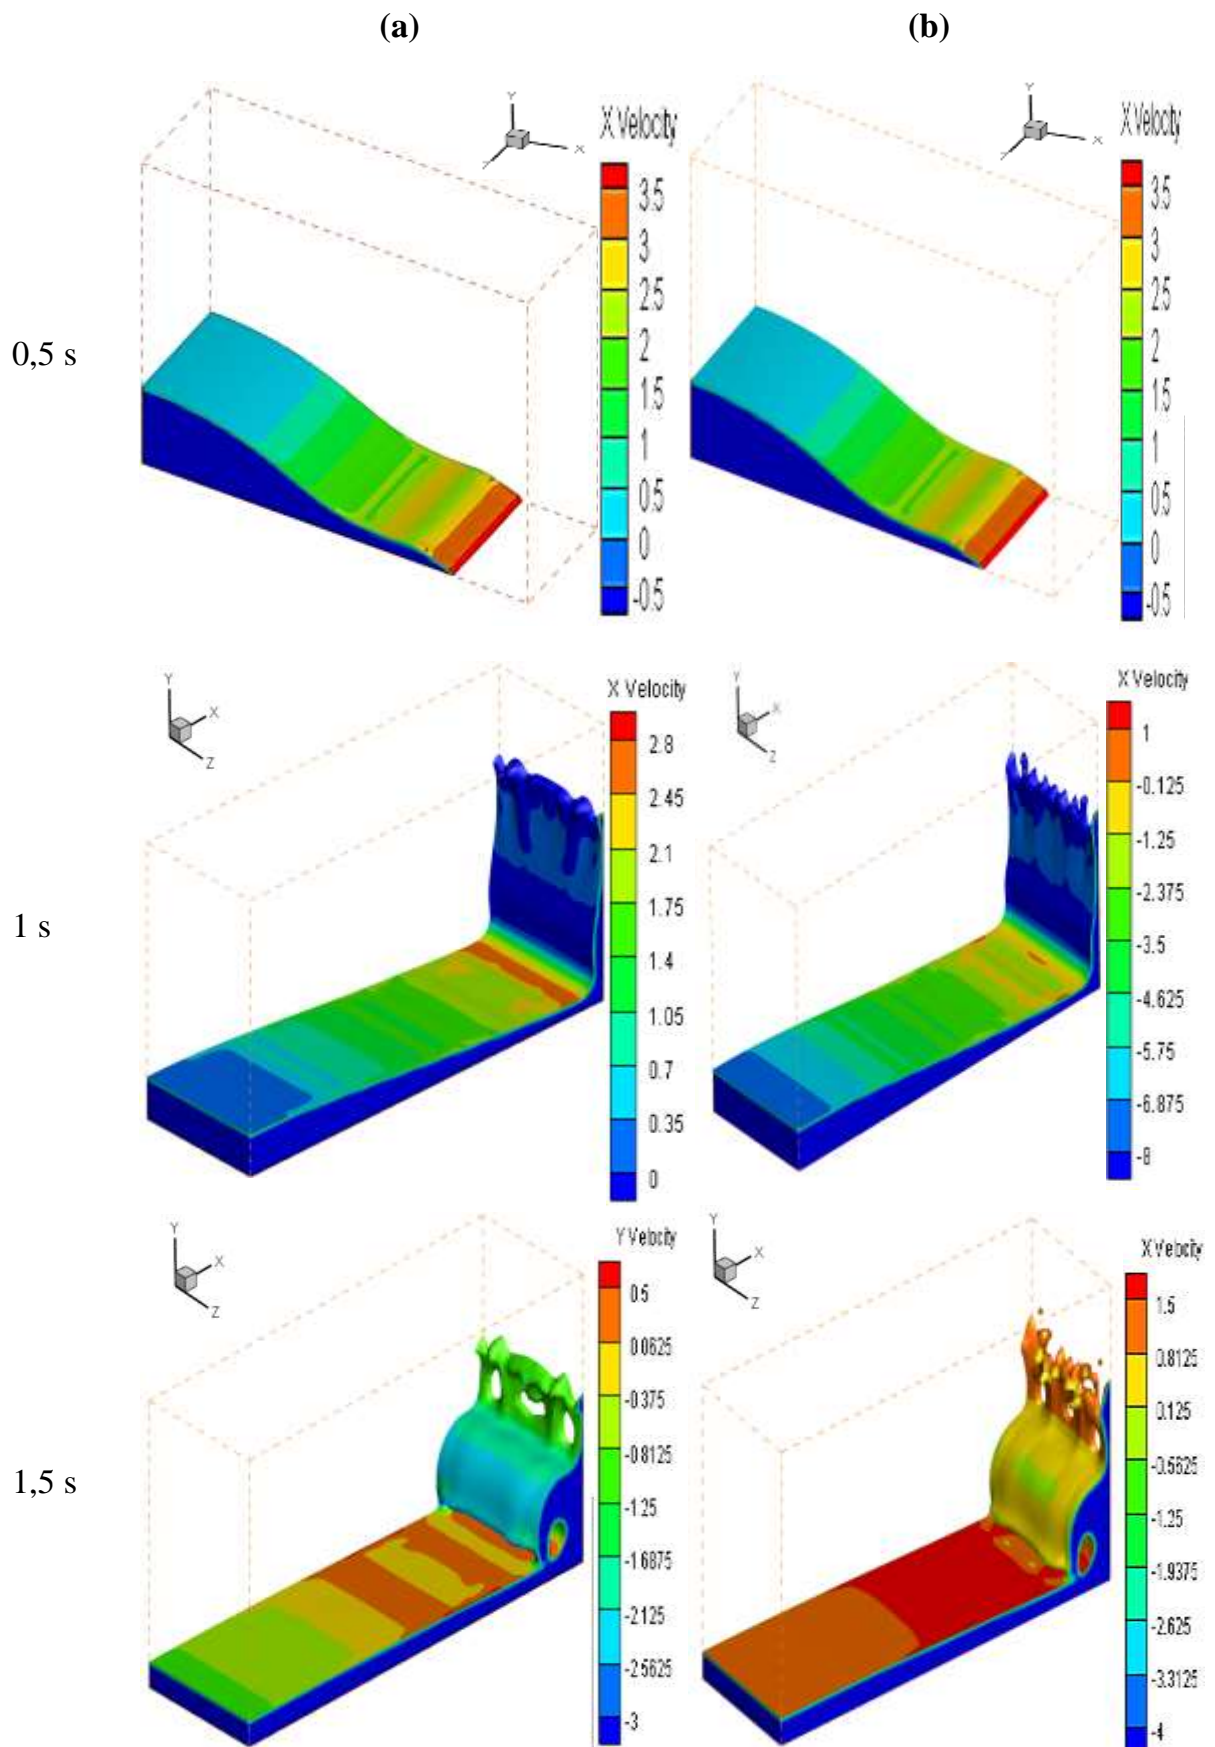 (a) (b)
Y
X
Z
X Velocity
3.5
3
2.5
2
1.5
1
0.5
0
-0.5
Y
X
Z
X Velocity
3.5
3
2.5
2
1.5
1
0.5
0
-0.5
0,5 s
Y
X
Z
X Velocity
2.8
2.45
2.1
1.75
1.4
1.05
0.7
0.35
0
Y
X
Z
X Velocity
1
-0.125
-1.25
-2.375
-3.5
-4.625
-5.75
-6.875
-8
1 s
Y
X
Z
Y Velocity
0.5
0.0625
-0.375
-0.8125
-1.25
-1.6875
-2.125
-2.5625
-3
Y
X
Z
X Velocity
1.5
0.8125
0.125
-0.5625
-1.25
-1.9375
-2.625
-3.3125
-4
1,5 s